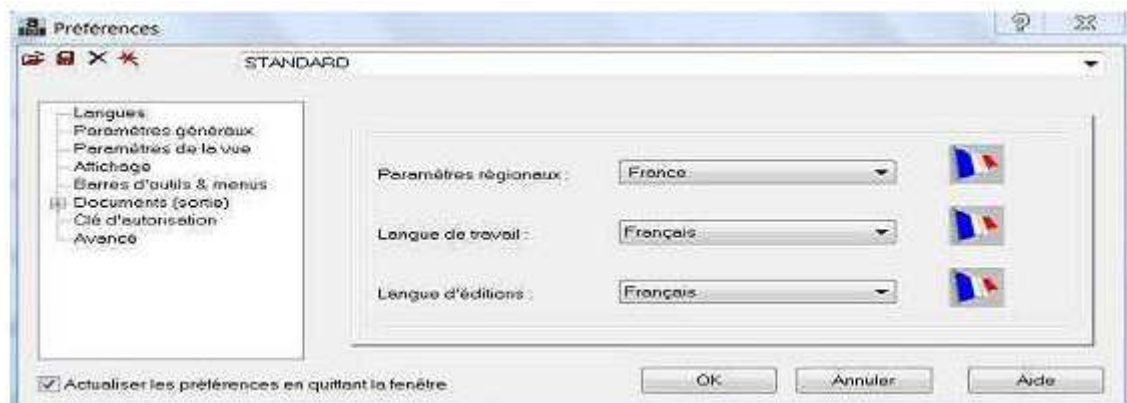 Préférences
STANDARD
Langues
Paramètres généraux
Paramètres de la vue
Affichage
Barres d'outils & menus
Documents (sortie)
Clé d'autorisation
Avancé
Paramètres régionaux :
France
Langue de travail :
Français
Langue d'éditions :
Français
Actualiser les préférences en quittant la fenêtre
OK
Annuler
Aide